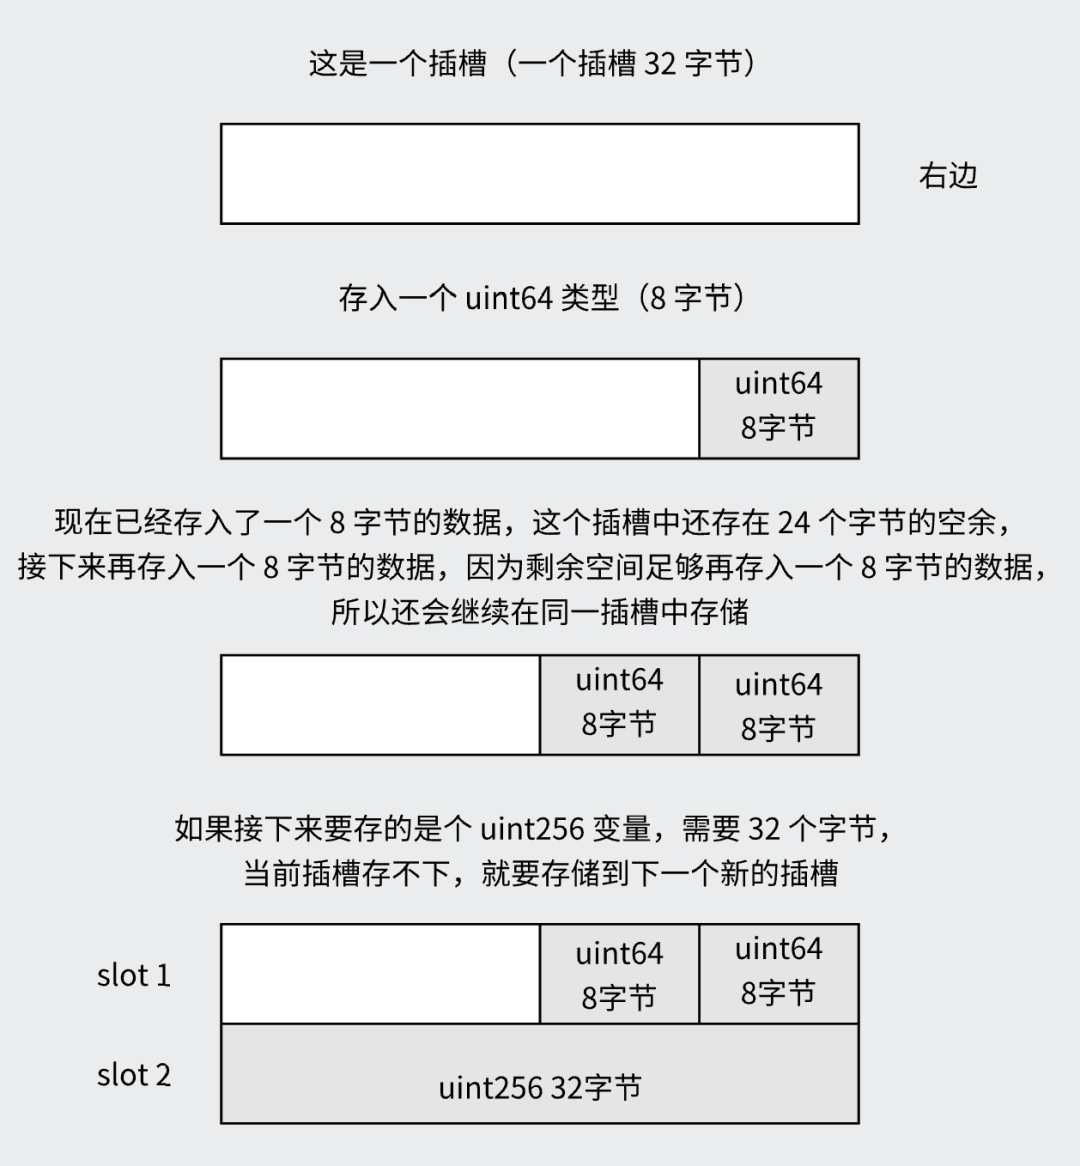 这是一个插槽（一个插槽 32 字节）
右边
存入一个 uint64 类型（8 字节）
uint64
8字节
现在已经存入了一个 8 字节的数据，这个插槽中还存在 24 个字节的空余，
接下来再存入一个 8 字节的数据，因为剩余空间足够再存入一个 8 字节的数据，
所以还会继续在同一插槽中存储
uint64
8字节
uint64
8字节
如果接下来要存的是个 uint256 变量，需要 32 个字节，
当前插槽存不下，就要存储到下一个新的插槽
slot 1
uint64
8字节
uint64
8字节
slot 2
uint256 32字节